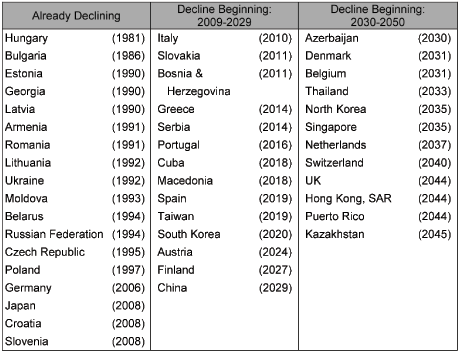 Already Declining
Decline Beginning:
2009-2029
Decline Beginning:
2030-2050
Hungary (1981) Italy (2010) Azerbaijan (2030)
Bulgaria (1986) Slovakia (2011) Denmark (2031)
Estonia (1990) Bosnia & (2011) Belgium (2031)
Georgia (1990) Herzegovina Thailand (2033)
Latvia (1990) Greece (2014) North Korea (2035)
Armenia (1991) Serbia (2014) Singapore (2035)
Romania (1991) Portugal (2016) Netherlands (2037)
Lithuania (1992) Cuba (2018) Switzerland (2040)
Ukraine (1992) Macedonia (2018) UK (2044)
Moldova (1993) Spain (2019) Hong Kong, SAR (2044)
Belarus (1994) Taiwan (2019) Puerto Rico (2044)
Russian Federation (1994) South Korea (2020) Kazakhstan (2045)
Czech Republic (1995) Austria (2024)
Poland (1997) Finland (2027)
Germany (2006) China (2029)
Japan (2008)
Croatia (2008)
Slovenia (2008)